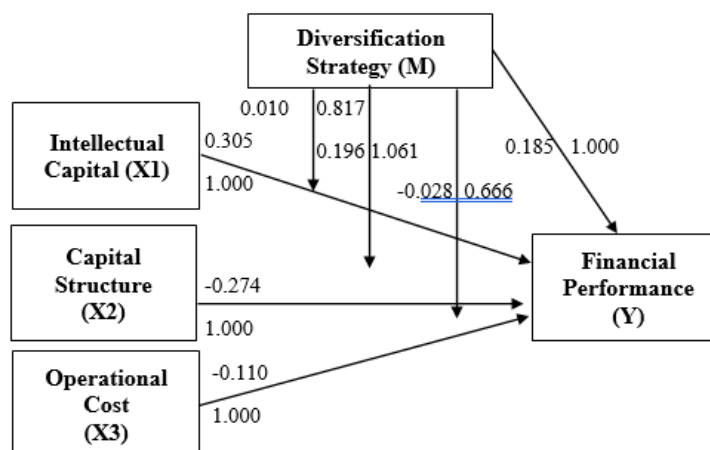 Diversification
Strategy (M)
0.010 0.817
Intellectual
Capital (X1)
0.305
1.000
0.196 1.061
0.185 1.000
-0.028 0.666
Capital
Structure
(X2)
-0.274
1.000
Financial
Performance
(Y)
Operational
Cost
(X3)
-0.110
1.000